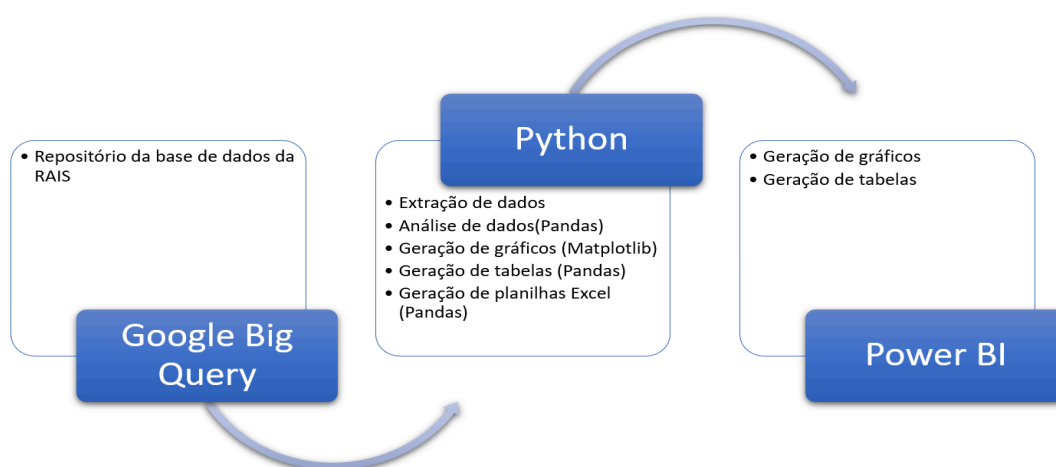 • Repositório da base de dados da
RAIS
Google Big
Query
Python
• Extração de dados
• Análise de dados(Pandas)
• Geração de gráficos (Matplotlib)
• Geração de tabelas (Pandas)
• Geração de planilhas Excel
(Pandas)
• Geração de gráficos
• Geração de tabelas
Power BI